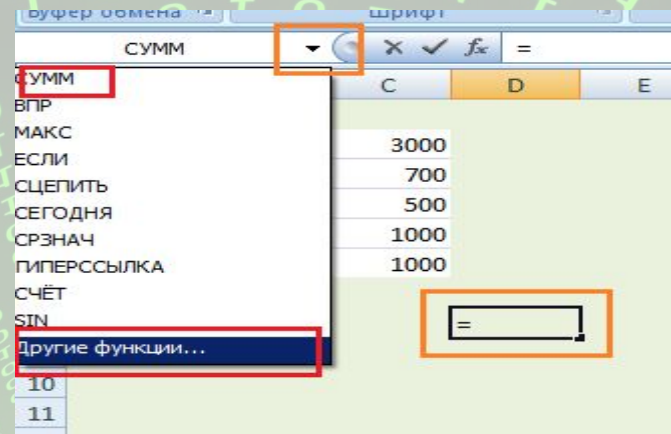 Буфер обмена Шрифт
СУММ fx =
СУММ
ВПР
МАКС
ЕСЛИ
СЦЕПИТЬ
СЕГОДНЯ
СРЗНАЧ
ГИПЕРССЫЛКА
СЧЁТ
SIN
Другие функции...
C D E
3000
700
500
1000
1000
=
10
11